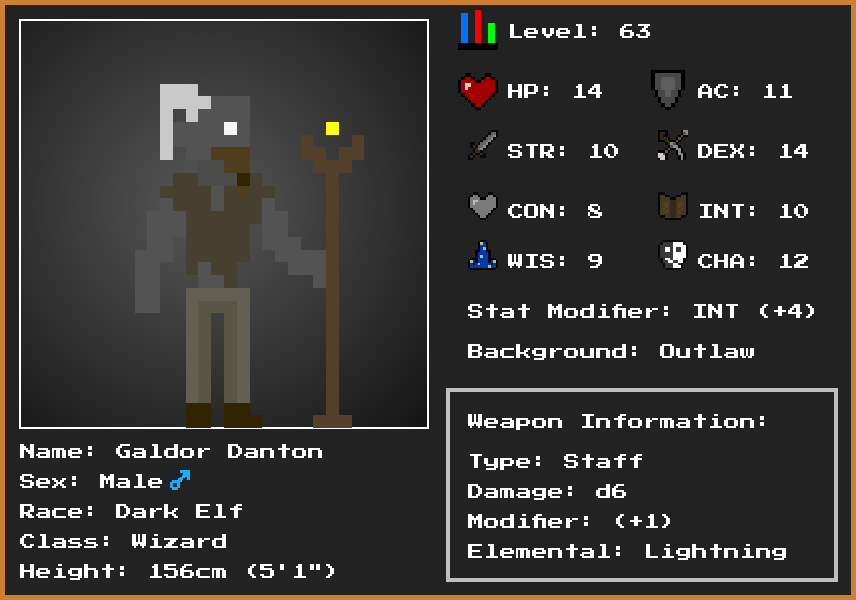 Level: 63
HP: 14
AC: 11
STR: 10
DEX: 14
CON: 8
INT: 10
WIS: 9
CHA: 12
Stat Modifier: INT (+4)
Background: Outlaw
Weapon Information:
Type: Staff
Damage: d6
Modifier: (+1)
Elemental: Lightning
Name: Galdor Danton
Sex: Male♂
Race: Dark Elf
Class: Wizard
Height: 156cm (5'1")